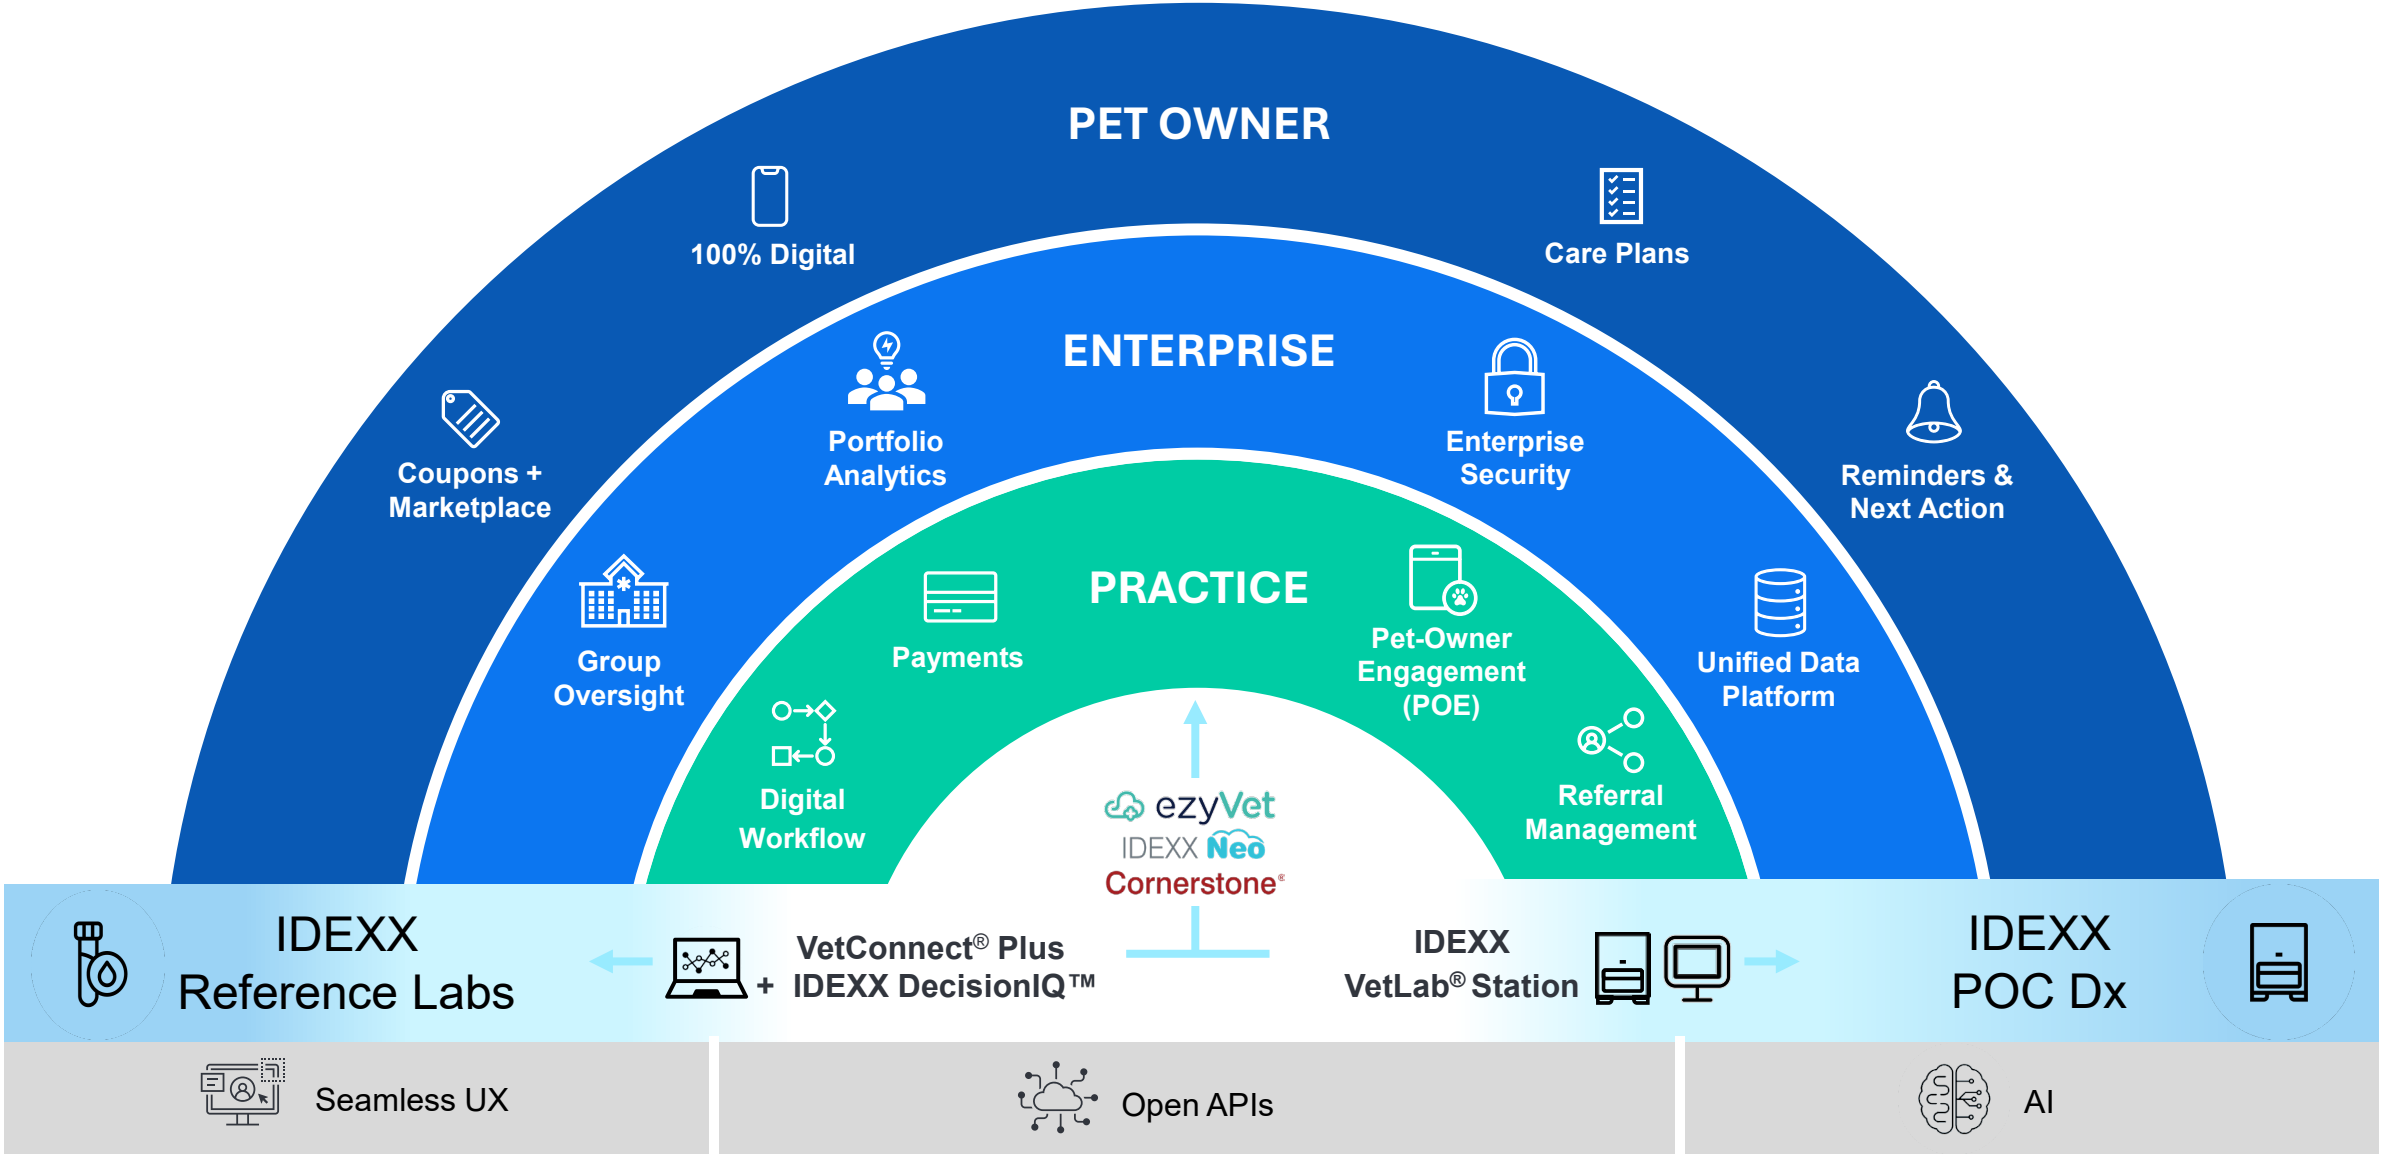 PET OWNER
100% Digital
Care Plans
Coupons +
Marketplace
Reminders &
Next Action
ENTERPRISE
Portfolio
Analytics
Enterprise
Security
Group
Oversight
Unified Data
Platform
PRACTICE
Payments
Pet-Owner
Engagement
(POE)
Digital
Workflow
Referral
Management
ezyVet
IDEXX Neo
Cornerstone®
IDEXX
Reference Labs
+
VetConnect® Plus
IDEXX DecisionIQ™
IDEXX
VetLab® Station
IDEXX
POC Dx
Seamless UX
Open APIs
AI